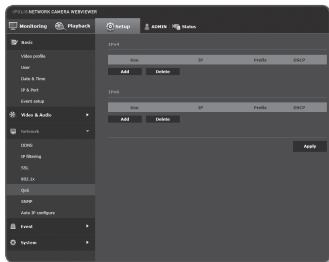 iPOLiS NETWORK CAMERA WEBVIEWER
Monitoring Playback Setup ADMIN Status
Basic
Video profile
User
Date & Time
IP & Port
Event setup
Video & Audio
Network
DDNS
IP filtering
SSL
802.1x
QoS
SNMP
Auto IP configure
Event
System
IPv4
IP Prefix DSCP
Add Delete
IPv6
IP Prefix DSCP
Add Delete
Apply